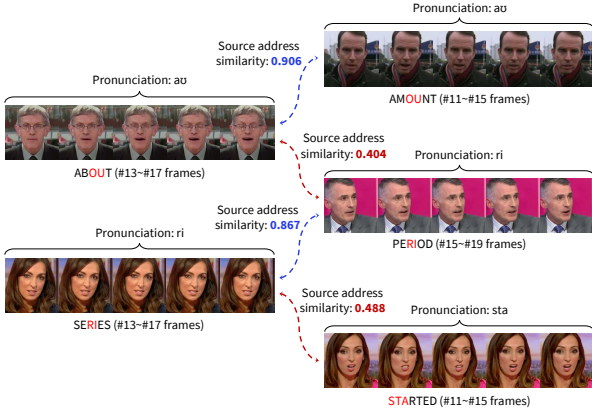 Pronunciation: aʊ
Source address
similarity: 0.906
AMOUNT (#11~#15 frames)
Pronunciation: aʊ
ABOUT (#13~#17 frames)
Source address
similarity: 0.404
Pronunciation: ri
PERIOD (#15~#19 frames)
Source address
similarity: 0.867
Pronunciation: ri
SERIES (#13~#17 frames)
Source address
similarity: 0.488
Pronunciation: sta
STARTED (#11~#15 frames)